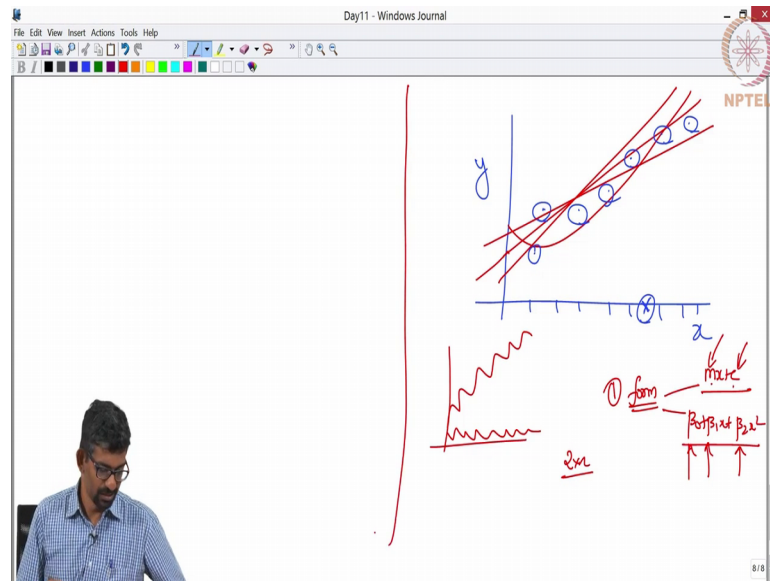 Day11 - Windows Journal
File Edit View Insert Actions Tools Help
B I
NPTEL
y
x
x
① form
mx+c
β₀+β₁x+β₂x²
8/8